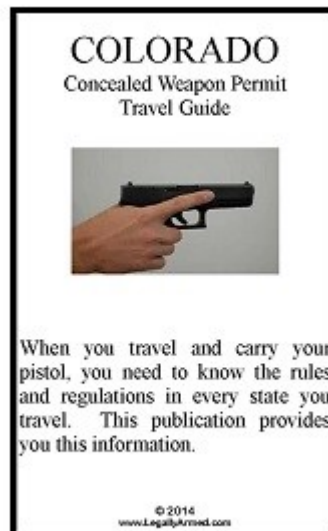 COLORADO
Concealed Weapon Permit
Travel Guide
When you travel and carry your
pistol, you need to know the rules
and regulations in every state you
travel. This publication provides
you this information.
© 2014
www.LegallyArmed.com